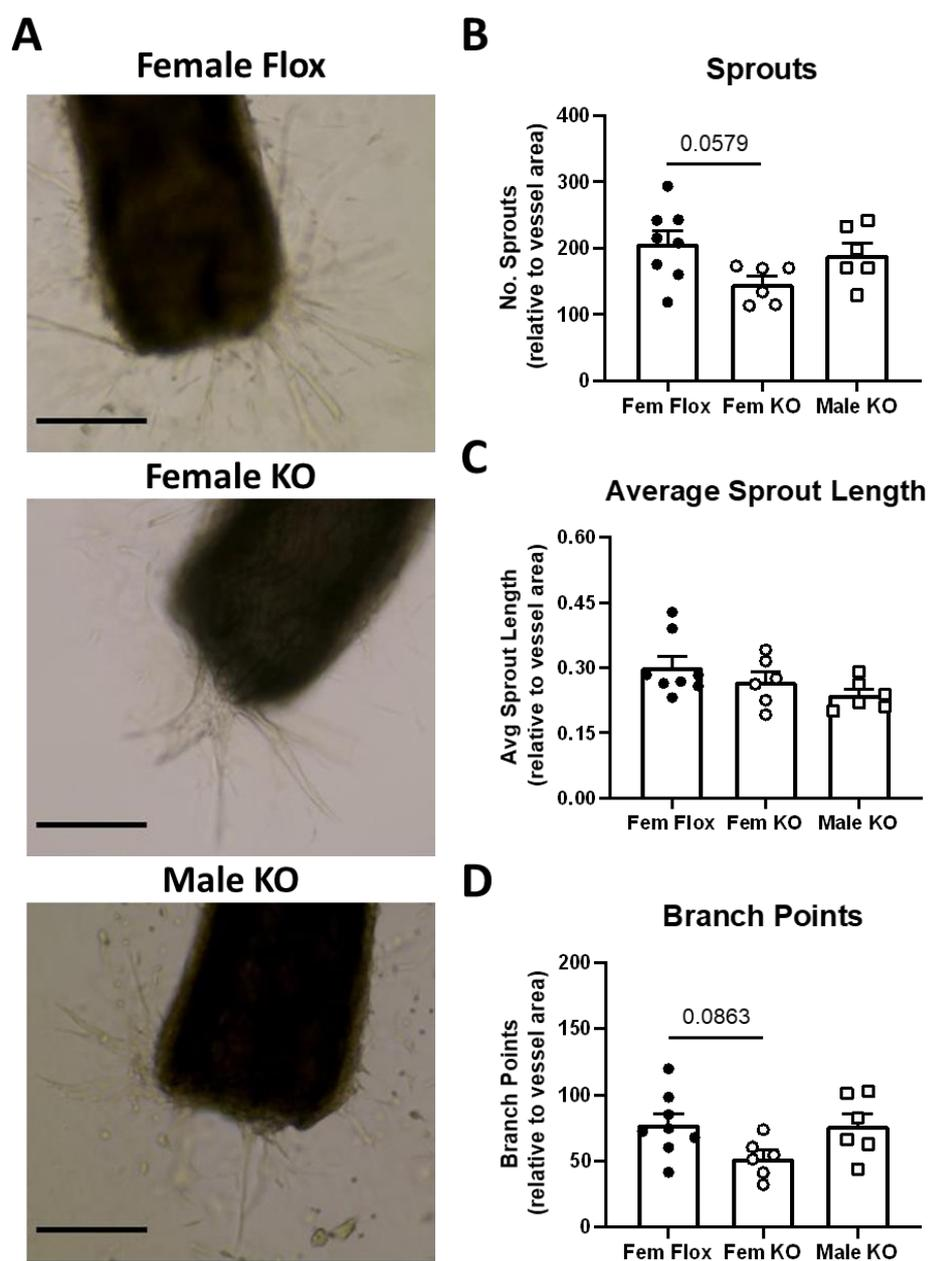 A
Female Flox
Female KO
Male KO
B
Sprouts
No. Sprouts
(relative to vessel area)
400
300
200
100
0
0.0579
Fem Flox Fem KO Male KO
C
Average Sprout Length
Avg Sprout Length
(relative to vessel area)
0.60
0.45
0.30
0.15
0.00
Fem Flox Fem KO Male KO
D
Branch Points
Branch Points
(relative to vessel area)
200
150
100
50
0
0.0863
Fem Flox Fem KO Male KO